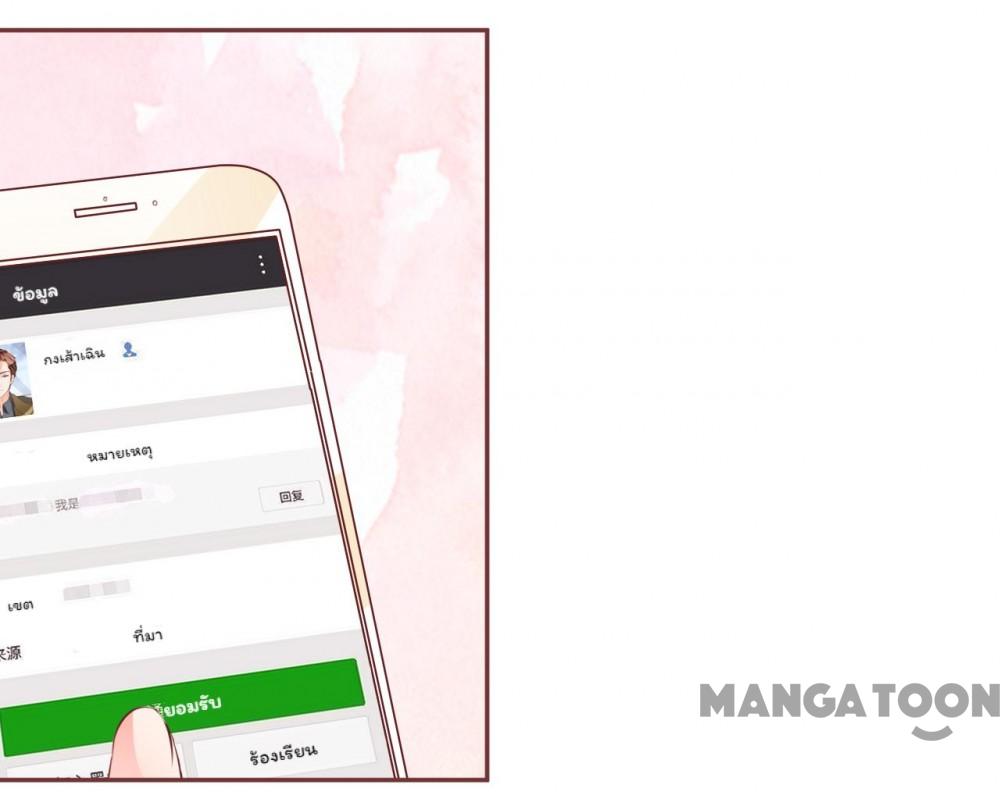 ข้อมูล
กงเส้าเฉิน
หมายเหตุ
我是
回复
เขต
ที่มา
来源
ยอมรับ
ร้องเรียน
MANGATOON